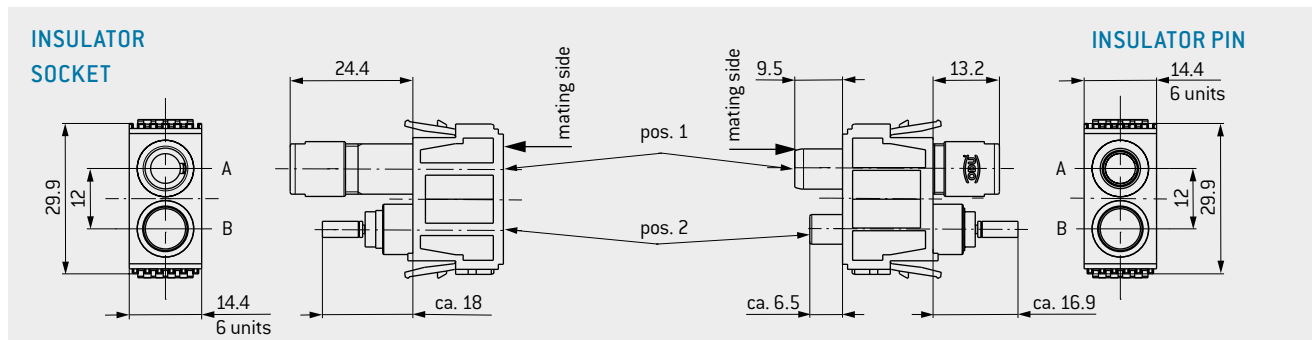 INSULATOR
SOCKET
INSULATOR PIN
24.4
mating side
9.5
mating side
13.2
14.4
6 units
pos. 1
A
A
29.9
12
12
29.9
B
pos. 2
B
14.4
6 units
ca. 18
ca. 6.5
ca. 16.9